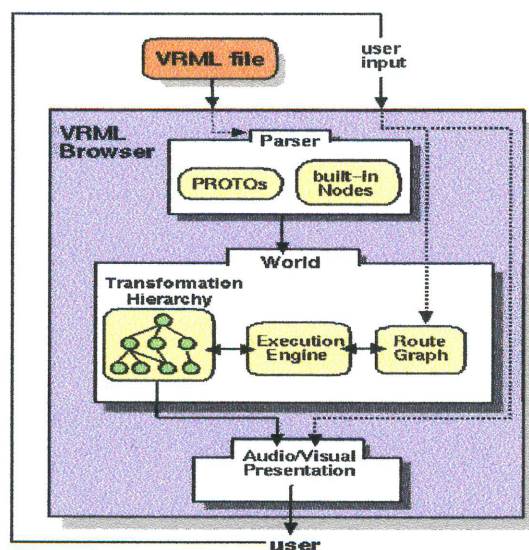 VRML file
user
input
VRML
Browser
Parser
PROTOs
built-in
Nodes
World
Transformation
Hierarchy
Execution
Engine
Route
Graph
Audio/Visual
Presentation
user